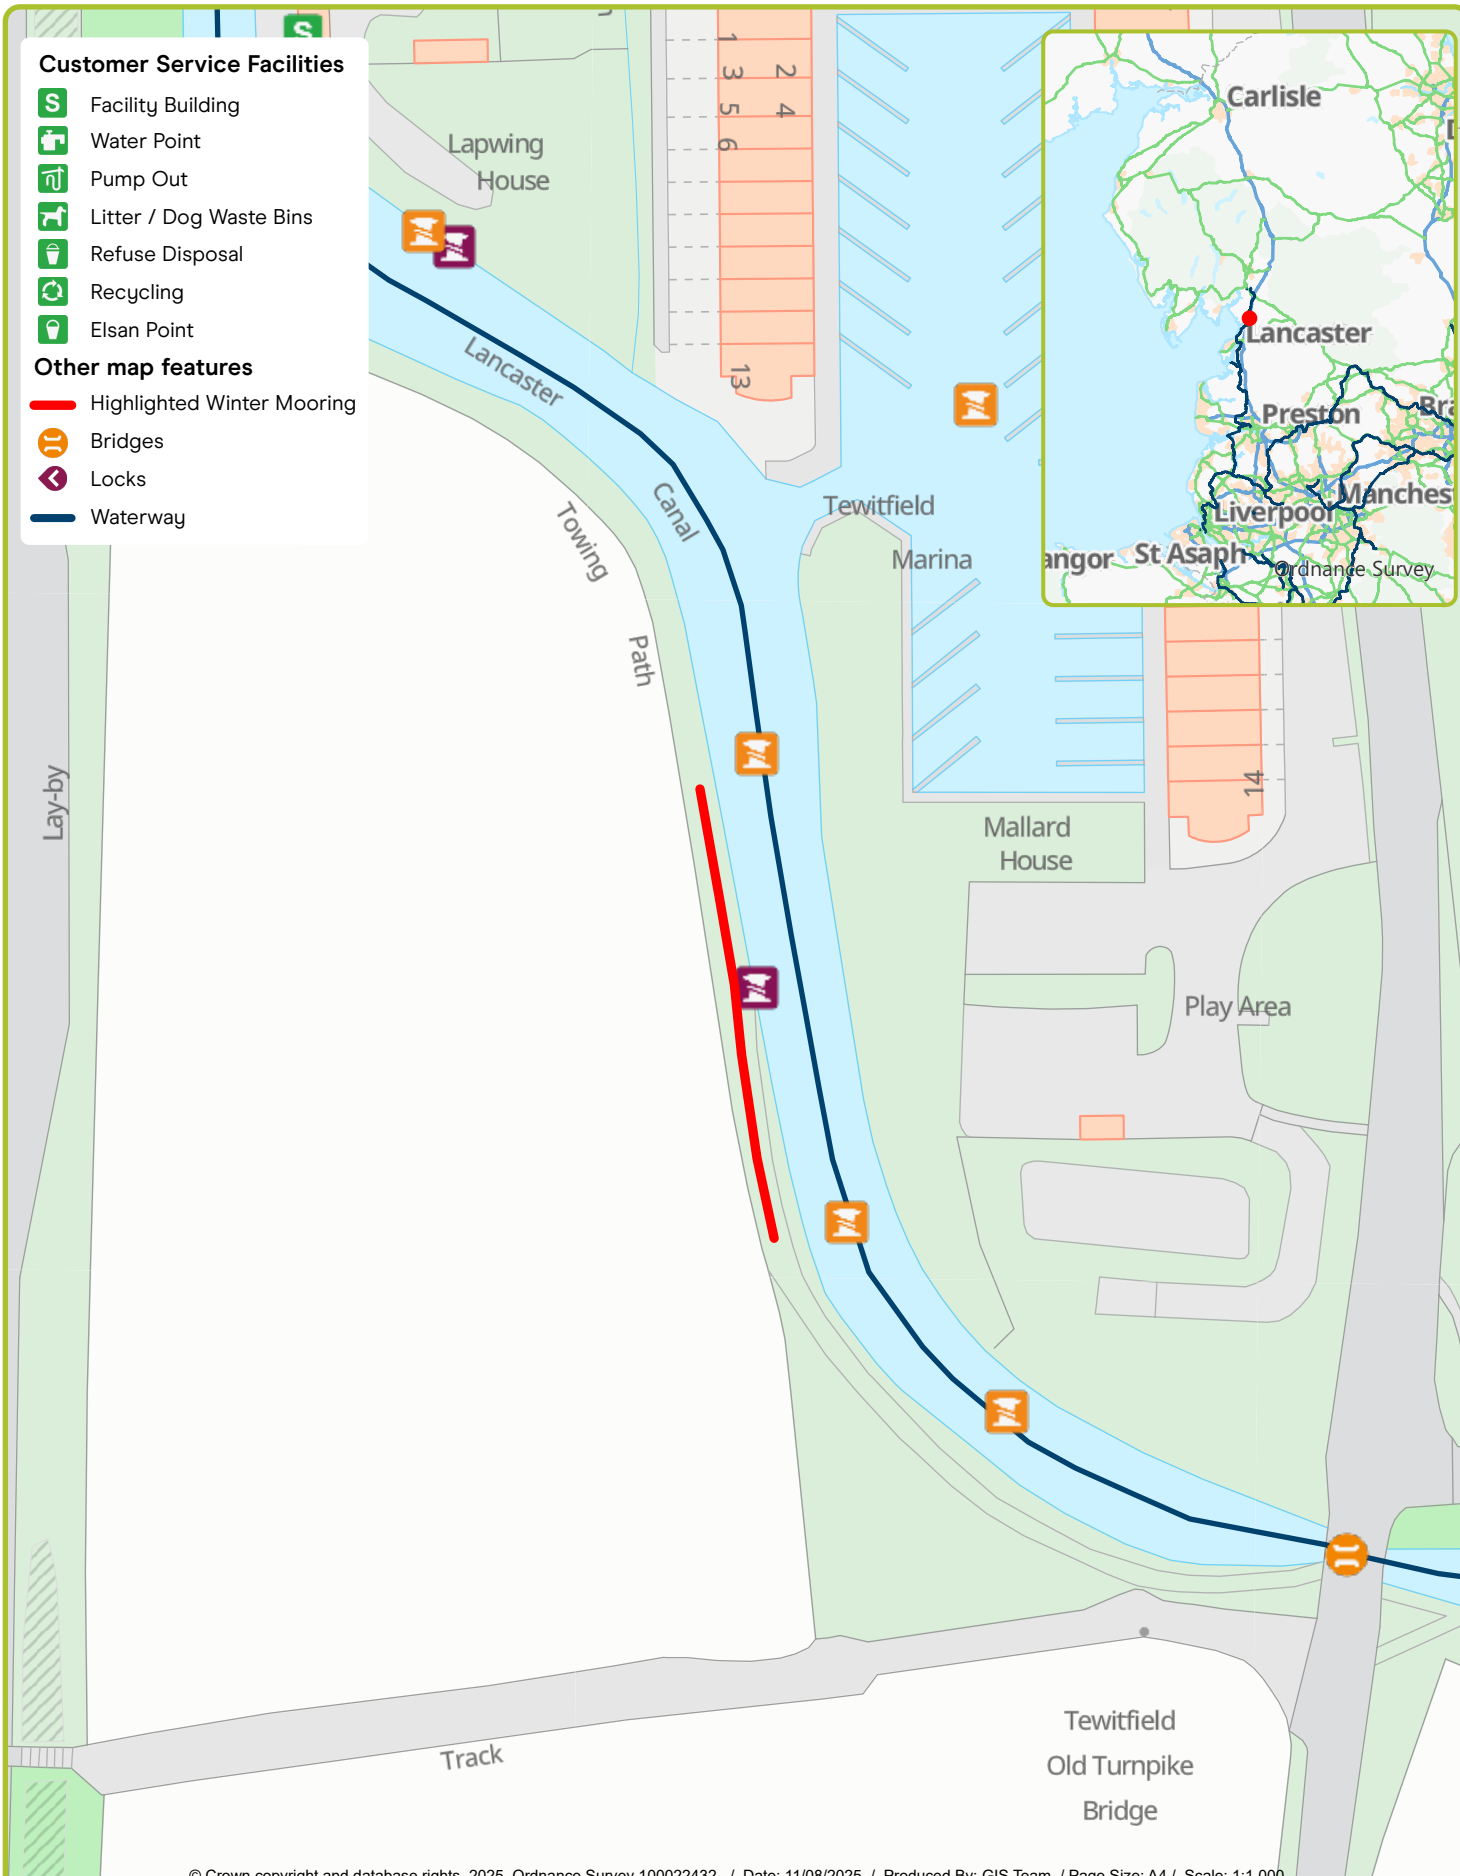 S
Customer Service Facilities
S Facility Building
Water Point
Pump Out
Litter / Dog Waste Bins
Refuse Disposal
Recycling
Elsan Point
Other map features
Highlighted Winter Mooring
Bridges
Locks
Waterway
Lapwing
House
1
3
5
6
2
4
13
Carlisle
Lancaster
Preston
Bra
Manches
Liverpool
angor
St Asaph
Ordnance Survey
Lancaster
Canal
Towing
Path
Tewitfield
Marina
Lay-by
14
Mallard
House
Play Area
Track
Tewitfield
Old Turnpike
Bridge
© Crown copyright and database rights, 2025, Ordnance Survey 100022432. / Date: 11/08/2025 / Produced By: GIS Team / Page Size: A4 / Scale: 1:1,000